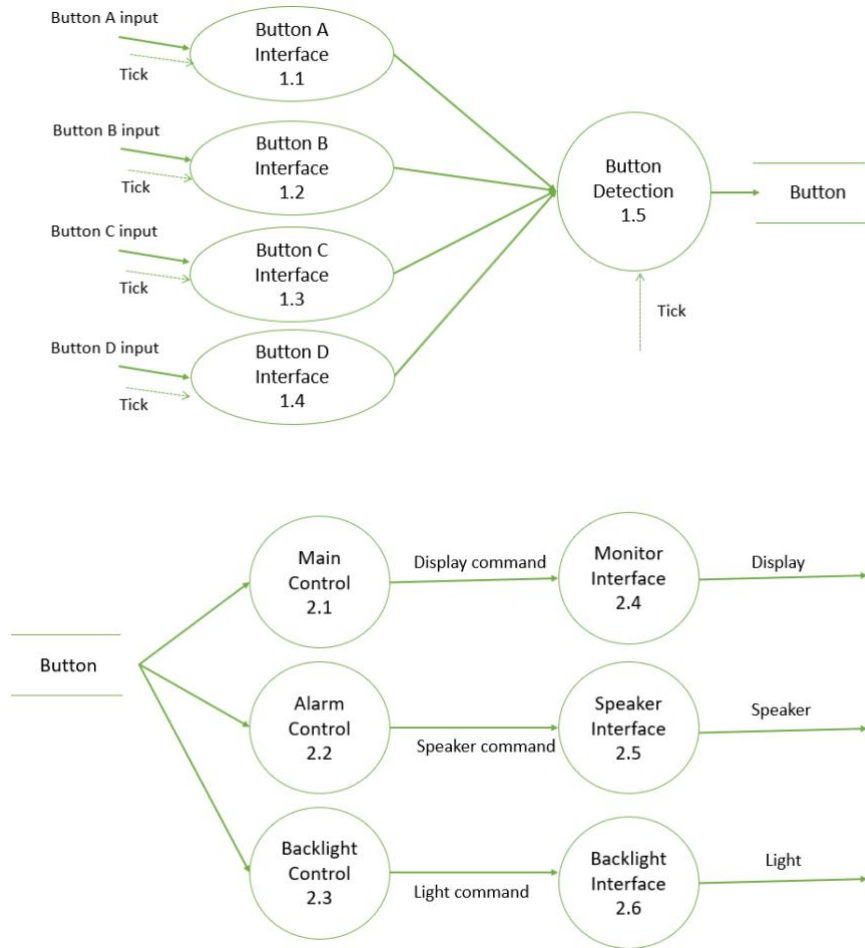 Button A input
Tick
Button A
Interface
1.1
Button B input
Tick
Button B
Interface
1.2
Button C input
Tick
Button C
Interface
1.3
Button D input
Tick
Button D
Interface
1.4
Button
Detection
1.5
Tick
Button
Button
Main
Control
2.1
Display command
Monitor
Interface
2.4
Display
Alarm
Control
2.2
Speaker command
Speaker
Interface
2.5
Speaker
Backlight
Control
2.3
Light command
Backlight
Interface
2.6
Light